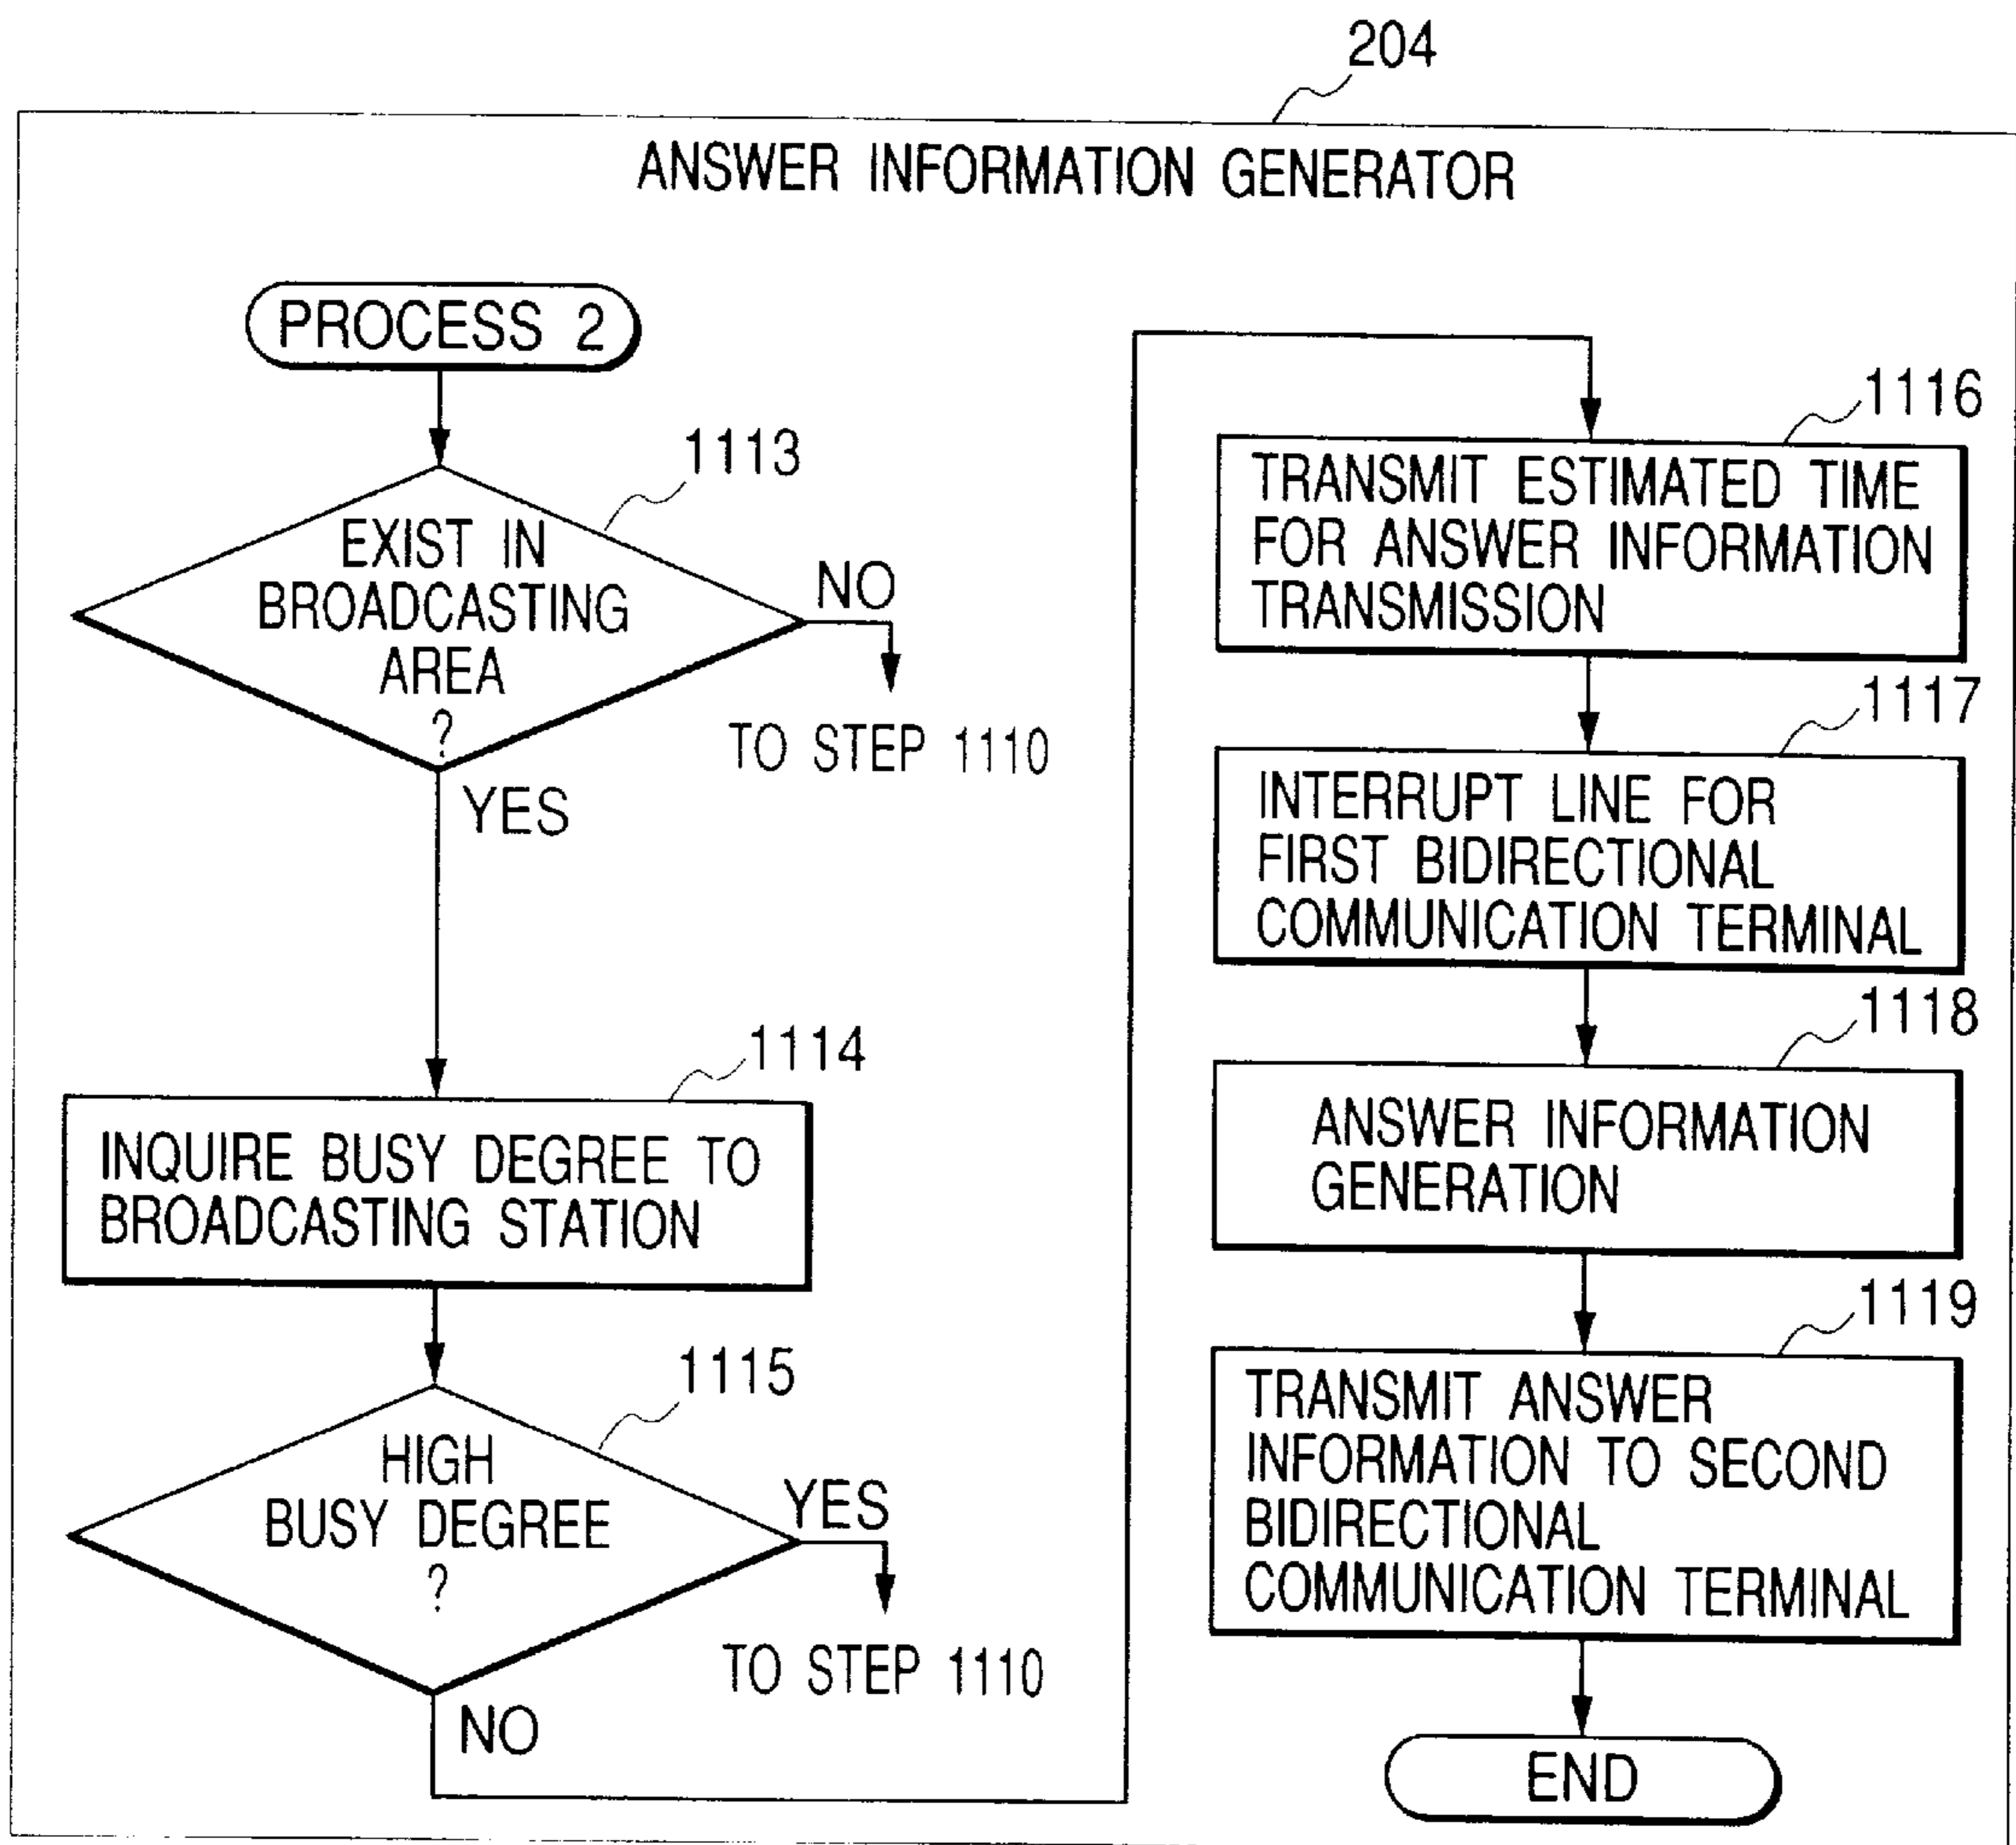 204
ANSWER INFORMATION GENERATOR
PROCESS 2
1113
EXIST IN
BROADCASTING
AREA
?
NO
TO STEP 1110
YES
1114
INQUIRE BUSY DEGREE TO
BROADCASTING STATION
1115
HIGH
BUSY DEGREE
?
YES
TO STEP 1110
NO
1116
TRANSMIT ESTIMATED TIME
FOR ANSWER INFORMATION
TRANSMISSION
1117
INTERRUPT LINE FOR
FIRST BIDIRECTIONAL
COMMUNICATION TERMINAL
1118
ANSWER INFORMATION
GENERATION
1119
TRANSMIT ANSWER
INFORMATION TO SECOND
BIDIRECTIONAL
COMMUNICATION TERMINAL
END